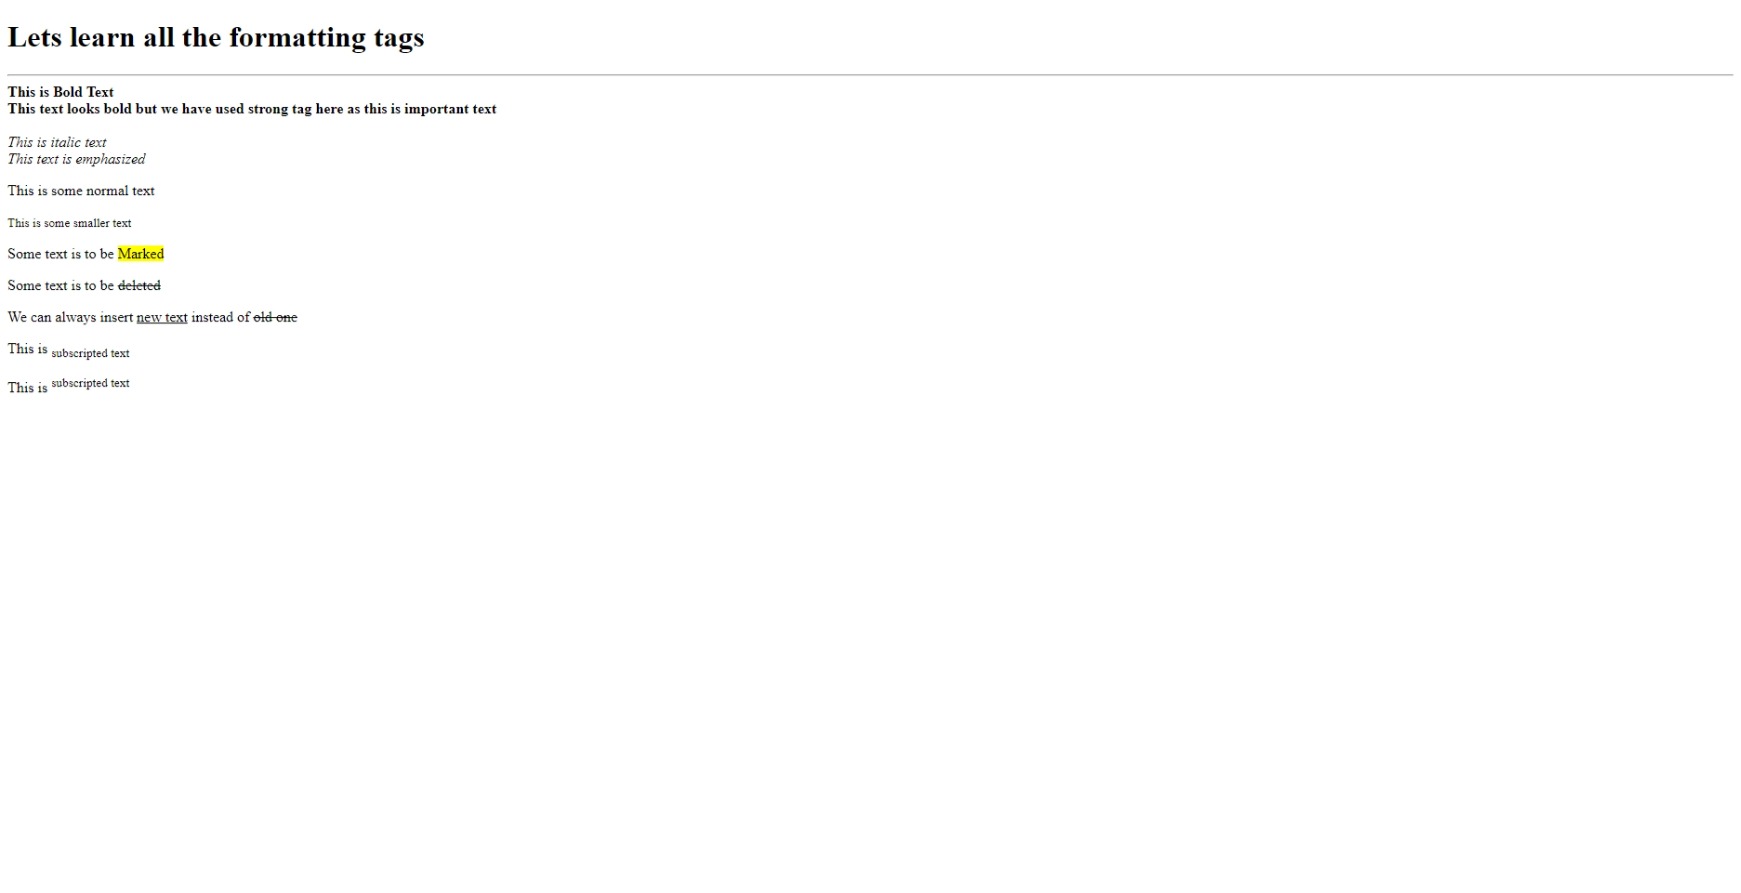 Lets learn all the formatting tags
This is Bold Text
This text looks bold but we have used strong tag here as this is important text
This is italic text
This text is emphasized
This is some normal text
This is some smaller text
Some text is to be Marked
Some text is to be deleted
We can always insert new text instead of old one
This is subscripted text
This is subscripted text